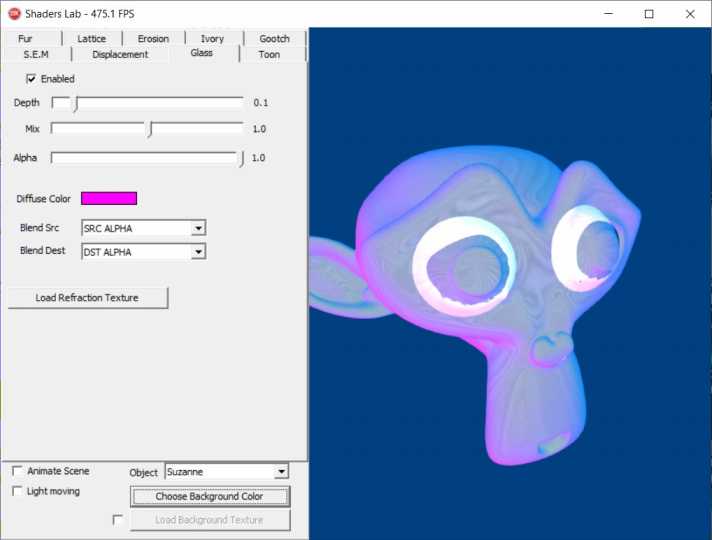 Shaders Lab - 475.1 FPS
Fur Lattice Erosion Ivory Gootch
S.E.M Displacement Glass Toon
Enabled
Depth 0.1
Mix 1.0
Alpha 1.0
Diffuse Color
Blend Src SRC ALPHA
Blend Dest DST ALPHA
Load Refraction Texture
Animate Scene Object Suzanne
Light moving Choose Background Color
Load Background Texture